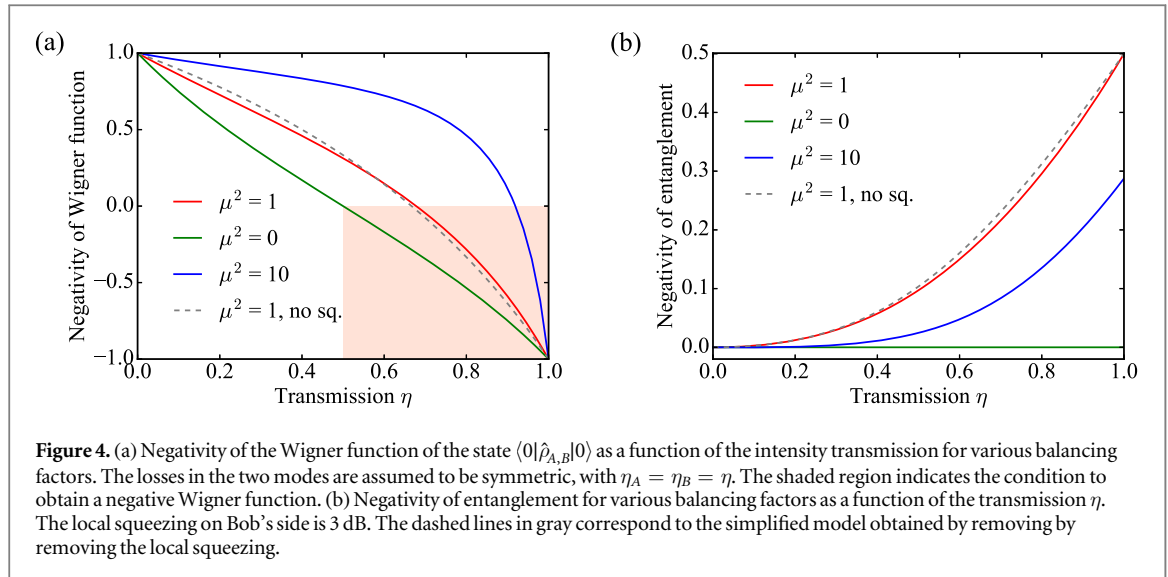 (a)
1.0
0.5
0.0
−0.5
−1.0
Negativity of Wigner function
μ² = 1
μ² = 0
μ² = 10
μ² = 1, no sq.
0.0 0.2 0.4 0.6 0.8 1.0
Transmission η
(b)
0.5
0.4
0.3
0.2
0.1
0.0
Negativity of entanglement
μ² = 1
μ² = 0
μ² = 10
μ² = 1, no sq.
0.0 0.2 0.4 0.6 0.8 1.0
Transmission η
Figure 4. (a) Negativity of the Wigner function of the state ⟨0|ρ̂A,B|0⟩ as a function of the intensity transmission for various balancing
factors. The losses in the two modes are assumed to be symmetric, with ηA = ηB = η. The shaded region indicates the condition to
obtain a negative Wigner function. (b) Negativity of entanglement for various balancing factors as a function of the transmission η.
The local squeezing on Bob's side is 3 dB. The dashed lines in gray correspond to the simplified model obtained by removing by
removing the local squeezing.